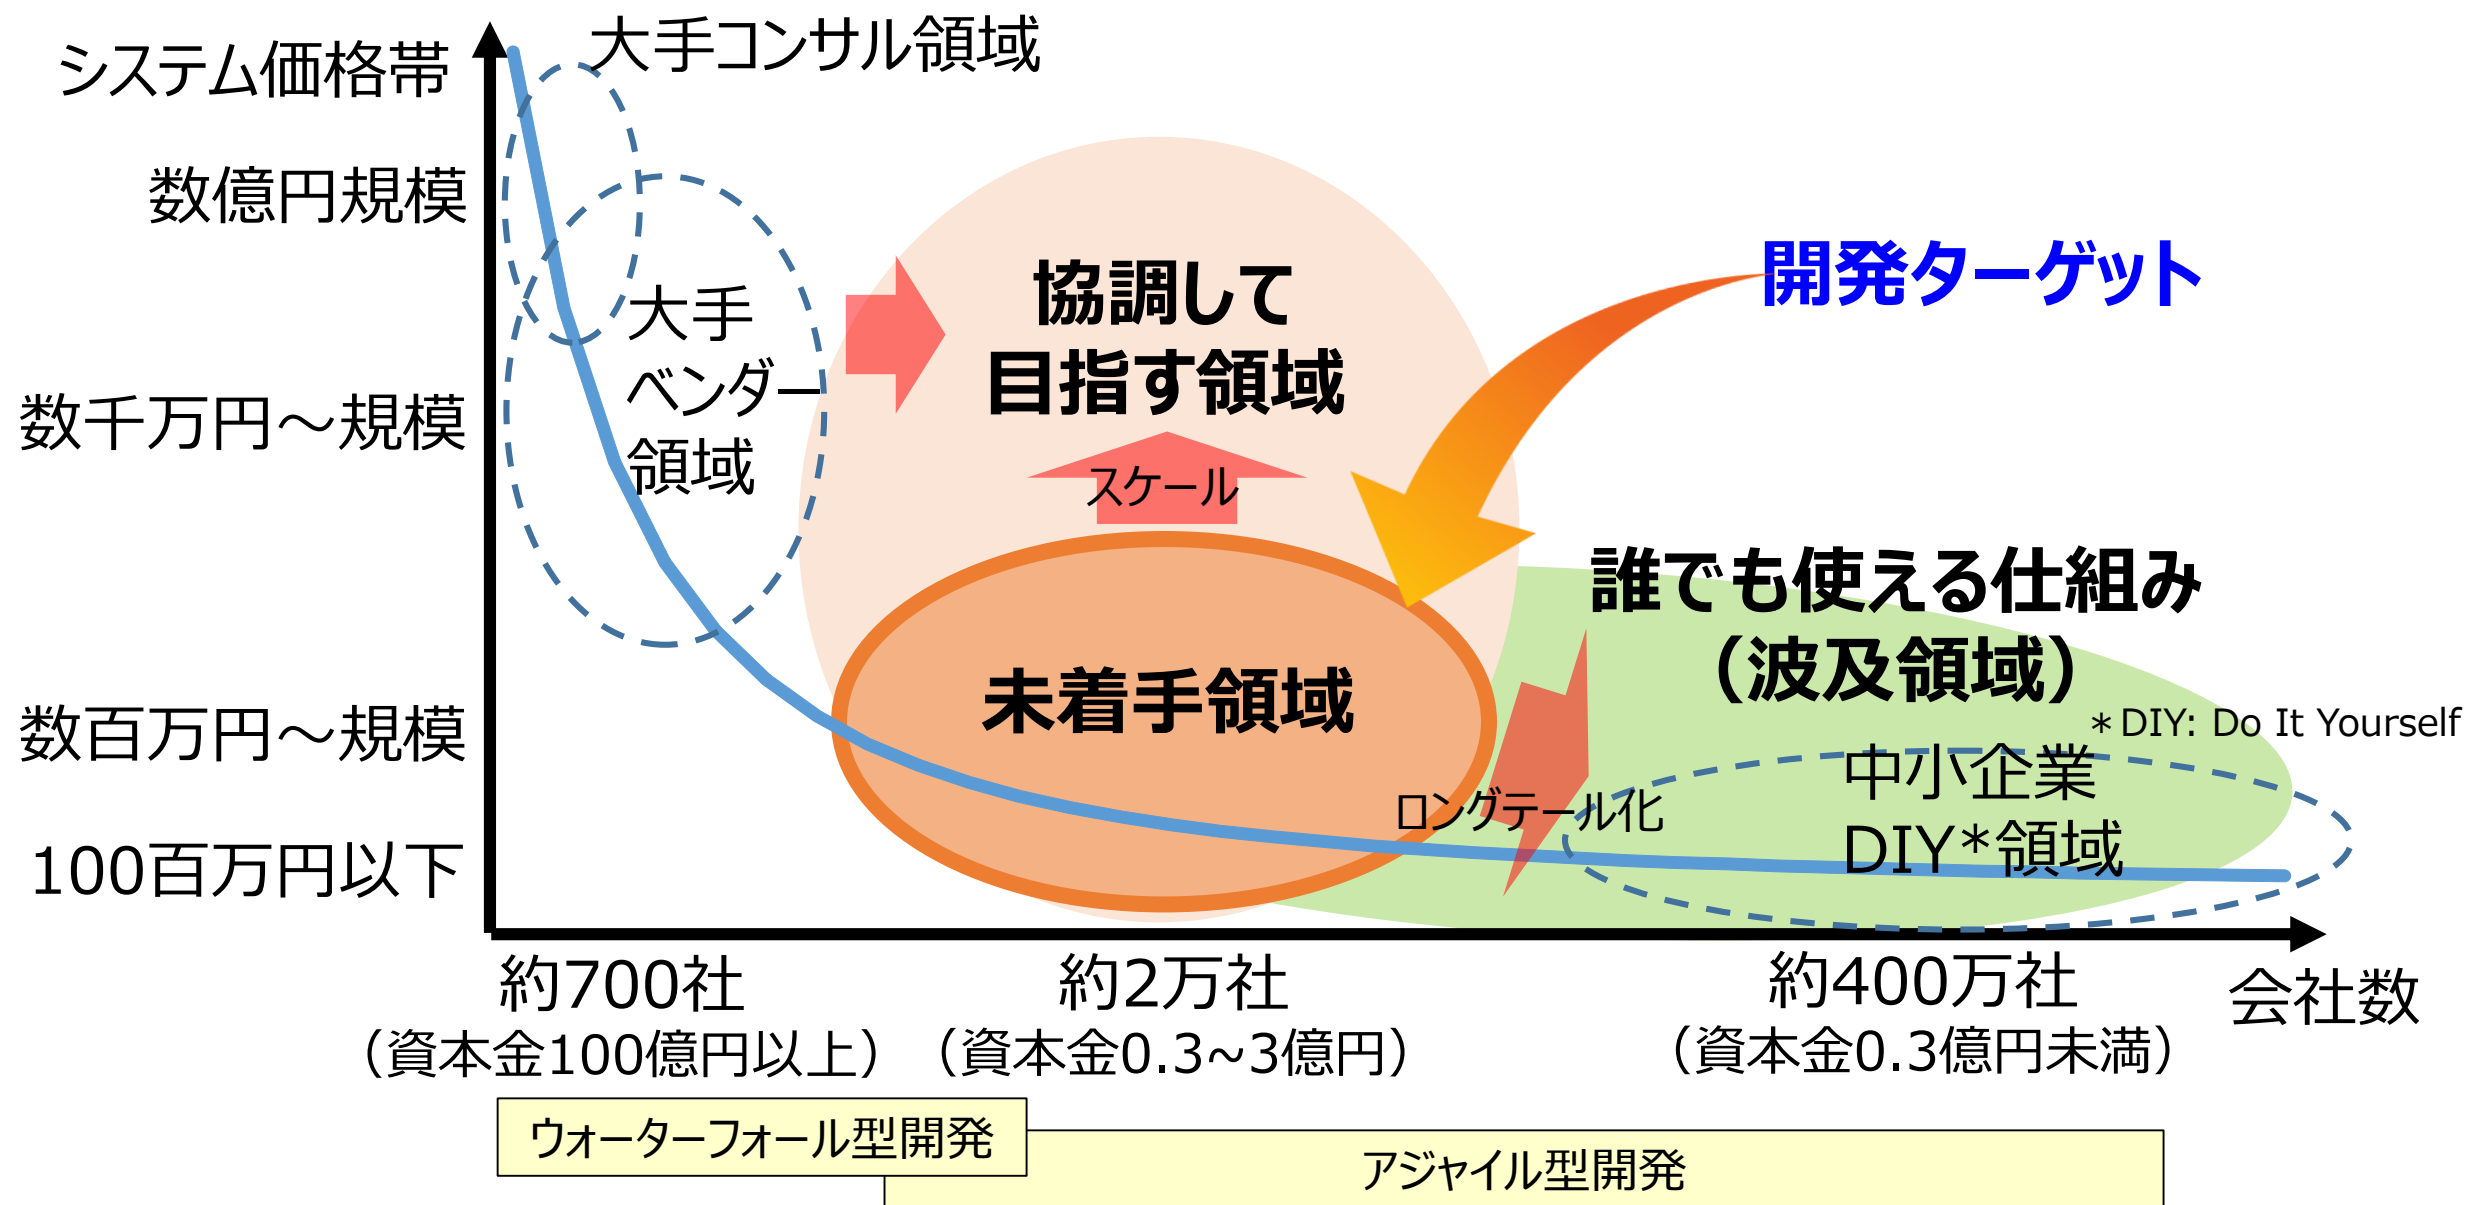 システム価格帯
大手コンサル領域
数億円規模
数千万円～規模
数百万円～規模
100百万円以下
大手
ベンダー
領域
協調して
目指す領域
スケール
開発ターゲット
未着手領域
誰でも使える仕組み
（波及領域）
＊DIY: Do It Yourself
ロングテール化
中小企業
DIY*領域
約700社
（資本金100億円以上）
約2万社
（資本金0.3~3億円）
約400万社
（資本金0.3億円未満）
会社数
ウォーターフォール型開発
アジャイル型開発